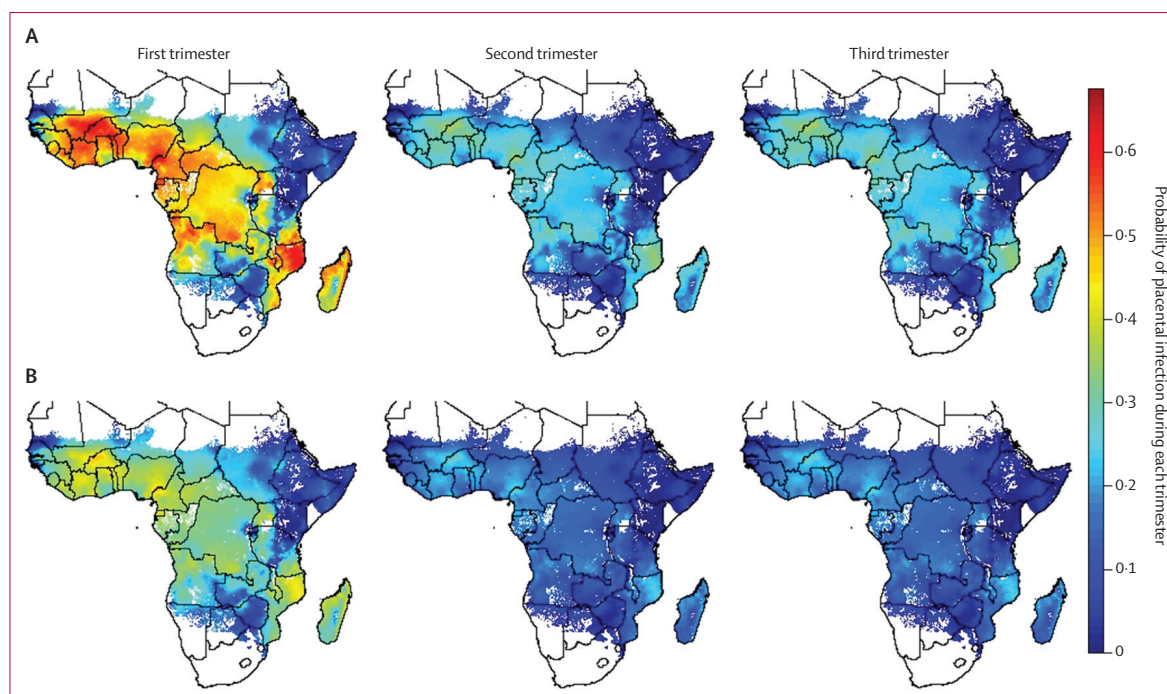 A
First trimester
Second trimester
Third trimester
B
0·6
0·5
0·4
0·3
0·2
0·1
0
Probability of placental infection during each trimester